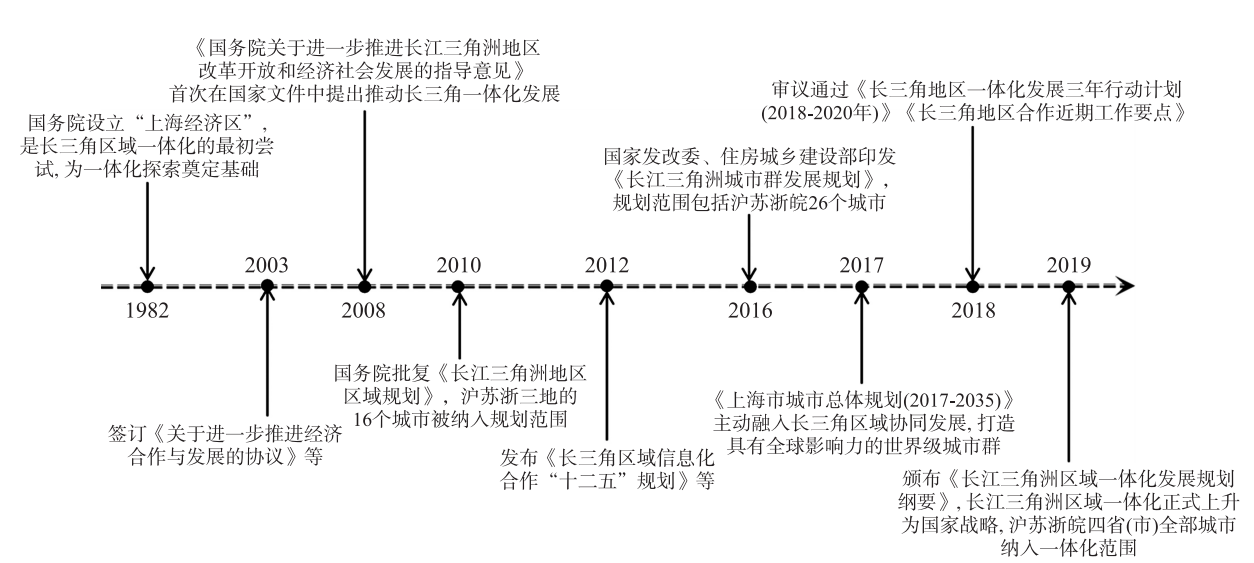 《国务院关于进一步推进长江三角洲地区
改革开放和经济社会发展的指导意见》
首次在国家文件中提出推动长三角一体化发展
国务院设立“上海经济区”,
是长三角区域一体化的最初尝
试, 为一体化探索奠定基础
审议通过《长三角地区一体化发展三年行动计划
(2018-2020年)》《长三角地区合作近期工作要点》
国家发改委、住房城乡建设部印发
《长江三角洲城市群发展规划》,
规划范围包括沪苏浙皖26个城市
2003
2010
2012
2017
2019
1982
2008
2016
2018
签订《关于进一步推进经济
合作与发展的协议》等
国务院批复《长江三角洲地区
区域规划》, 沪苏浙三地的
16个城市被纳入规划范围
发布《长三角区域信息化
合作“十二五”规划》等
《上海市城市总体规划(2017-2035)》
主动融入长三角区域协同发展, 打造
具有全球影响力的世界级城市群
颁布《长江三角洲区域一体化发展规划
纲要》, 长江三角洲区域一体化正式上升
为国家战略, 沪苏浙皖四省(市)全部城市
纳入一体化范围